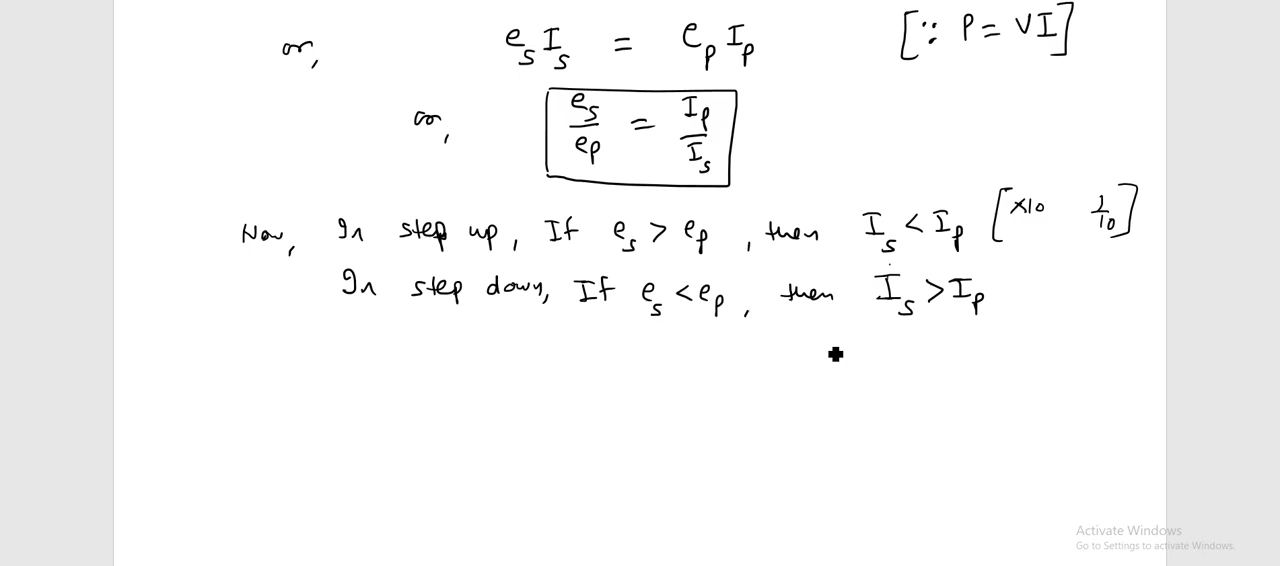 or, e_s I_s = e_p I_p [∵ P = VI]
or, e_s/e_p = I_p/I_s
Now, In step up, If e_s > e_p, then I_s < I_p [×10 1/10]
In step down, If e_s < e_p, then I_s > I_p
Activate Windows
Go to Settings to activate Windows.